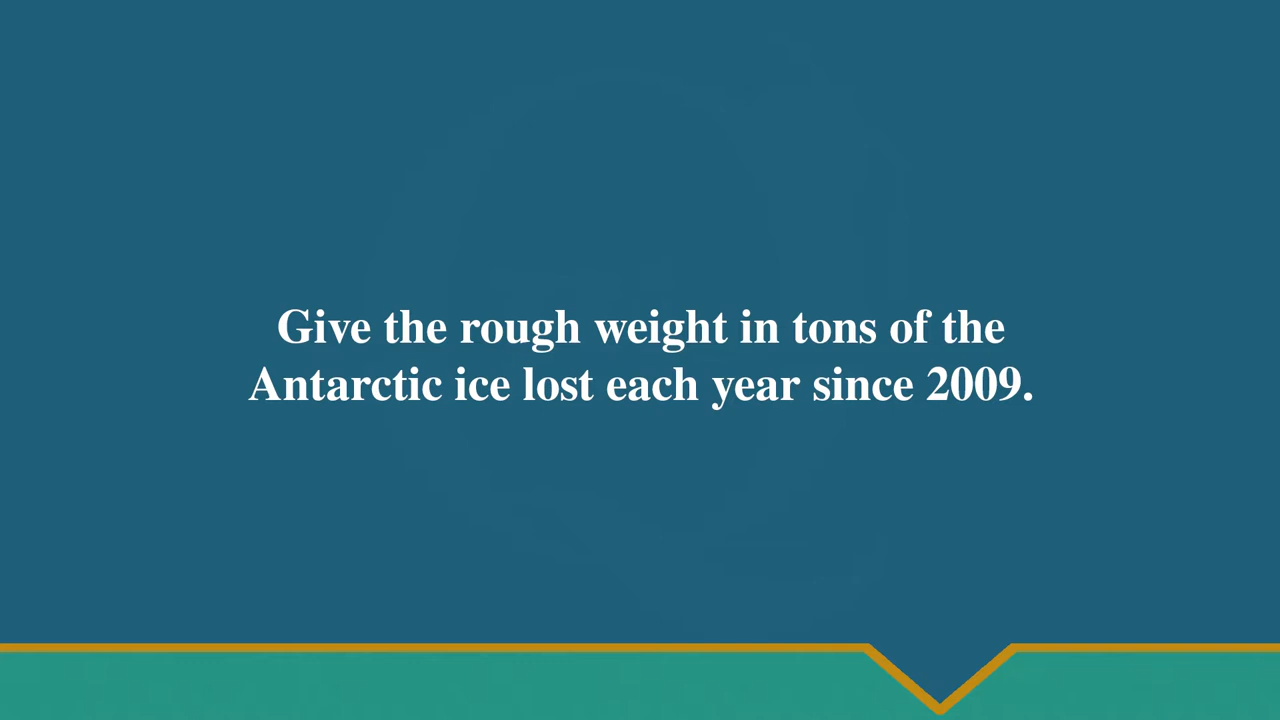 Give the rough weight in tons of the
Antarctic ice lost each year since 2009.